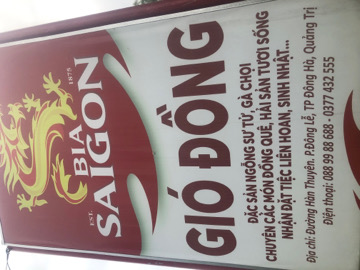 BIA
SAIGON
EST. 1875
GIÓ ĐỒNG
ĐẶC SẢN NGỖNG SƯ TỬ, GÀ CHỌI
CHUYÊN CÁC MÓN ĐỒNG QUÊ, HẢI SẢN TƯƠI SỐNG
NHẬN ĐẶT TIỆC LIÊN HOAN, SINH NHẬT...
Địa chỉ: Đường Hàn Thuyên. P.Đông Lễ, TP Đông Hà, Quảng Trị
Điện thoại: 088 99 88 688 - 0377 432 555